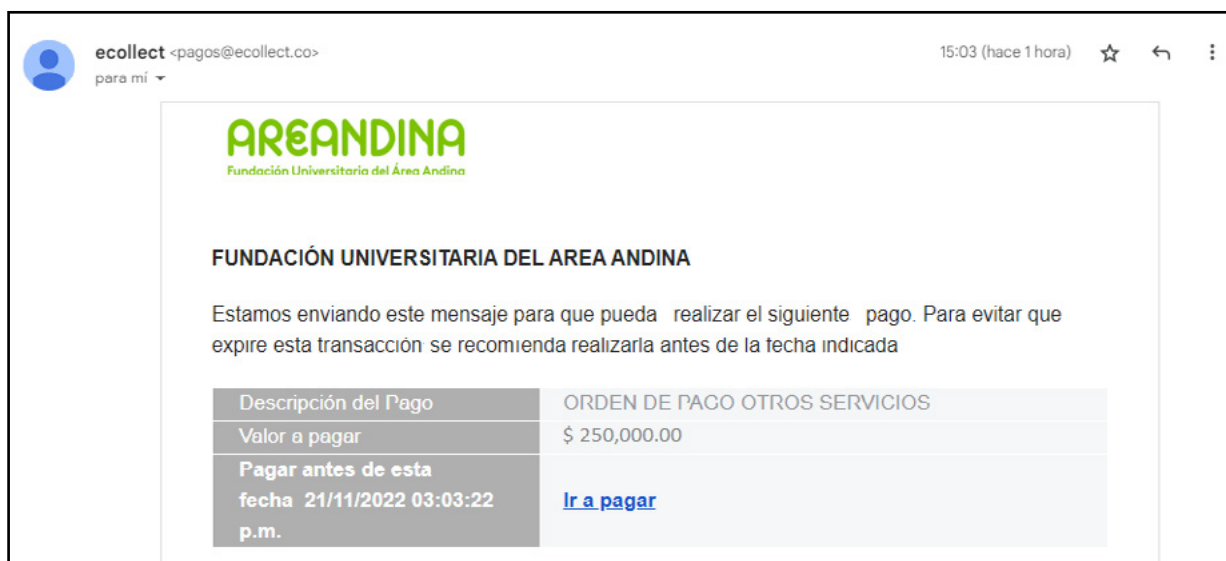 ecollect <pagos@ecollect.co>
15:03 (hace 1 hora)
para mí
AREANDINA
Fundación Universitaria del Área Andina
FUNDACIÓN UNIVERSITARIA DEL AREA ANDINA
Estamos enviando este mensaje para que pueda realizar el siguiente pago. Para evitar que
expire esta transacción se recomienda realizarla antes de la fecha indicada
Descripción del Pago
ORDEN DE PAGO OTROS SERVICIOS
Valor a pagar
$ 250,000.00
Pagar antes de esta
fecha 21/11/2022 03:03:22
p.m.
Ir a pagar